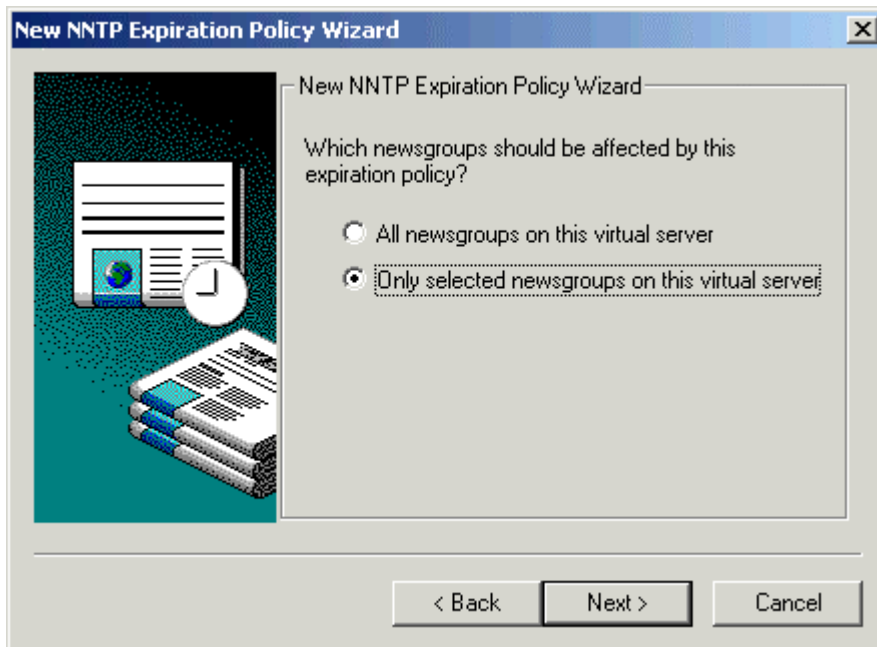 New NNTP Expiration Policy Wizard
New NNTP Expiration Policy Wizard
Which newsgroups should be affected by this
expiration policy?
All newsgroups on this virtual server
Only selected newsgroups on this virtual server
< Back
Next >
Cancel